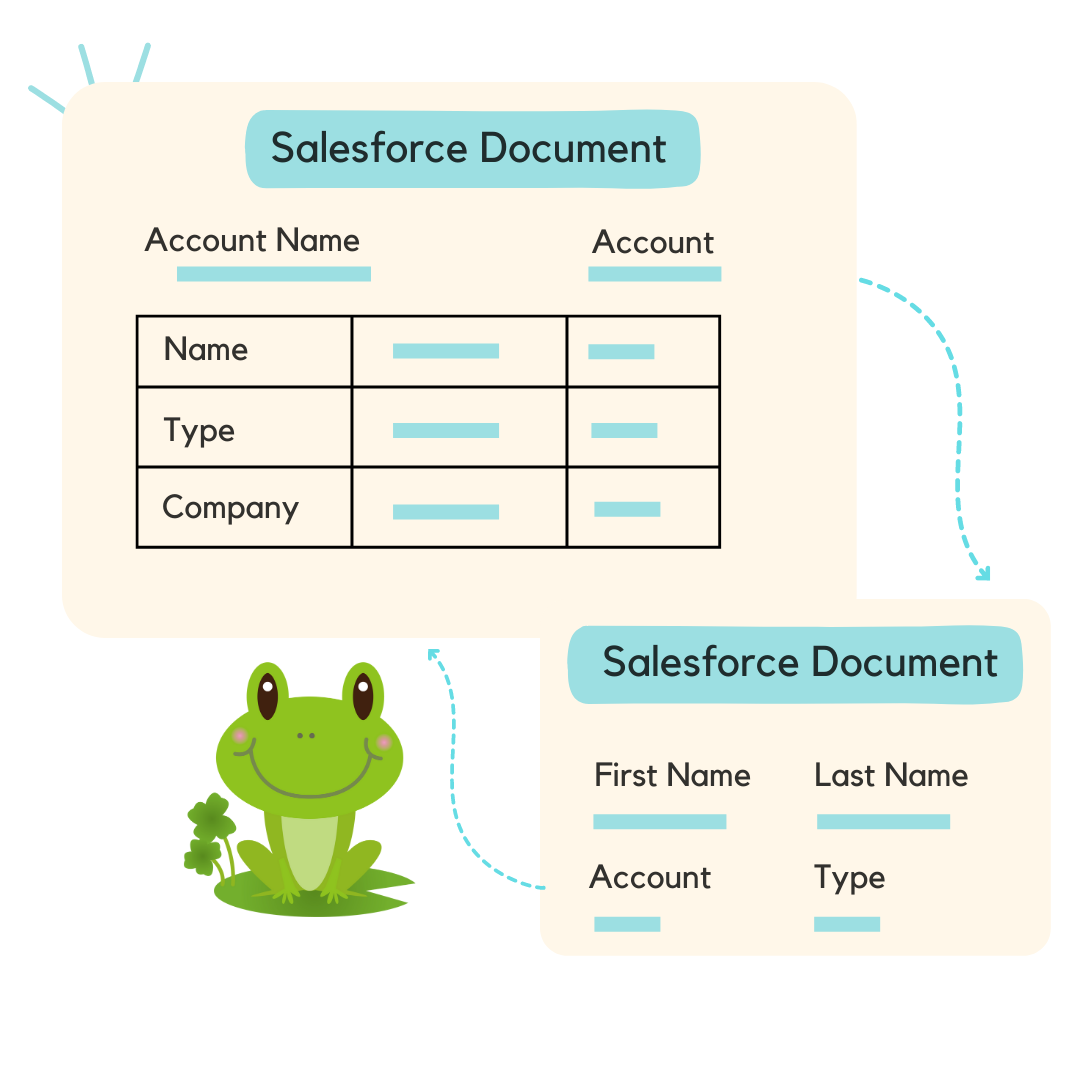 Salesforce Document
Account Name
Account
Name
Type
Company
Salesforce Document
First Name
Last Name
Account
Type